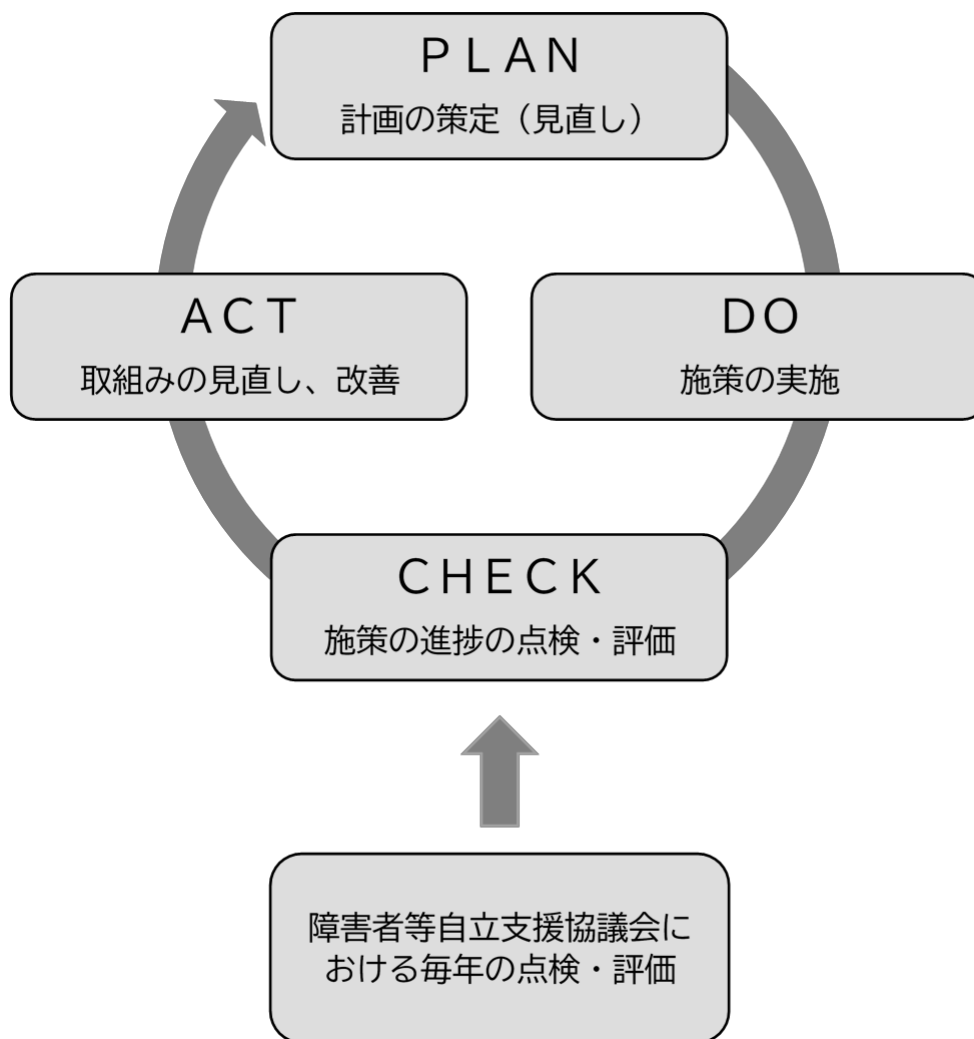 ＰＬＡＮ
計画の策定（見直し）
ＡＣＴ
取組みの見直し、改善
ＤＯ
施策の実施
ＣＨＥＣＫ
施策の進捗の点検・評価
障害者等自立支援協議会に
おける毎年の点検・評価